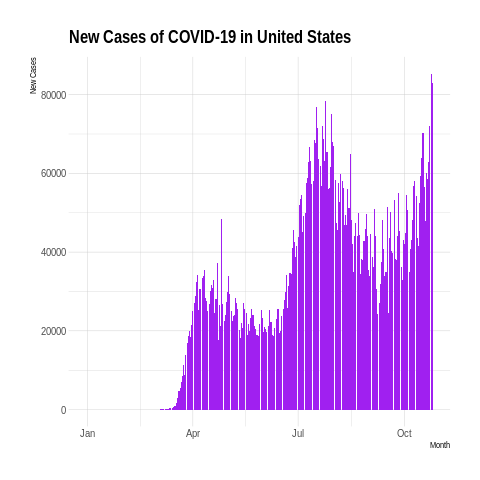 New Cases of COVID-19 in United States
New Cases
80000
60000
40000
20000
0
Jan Apr Jul Oct
Month